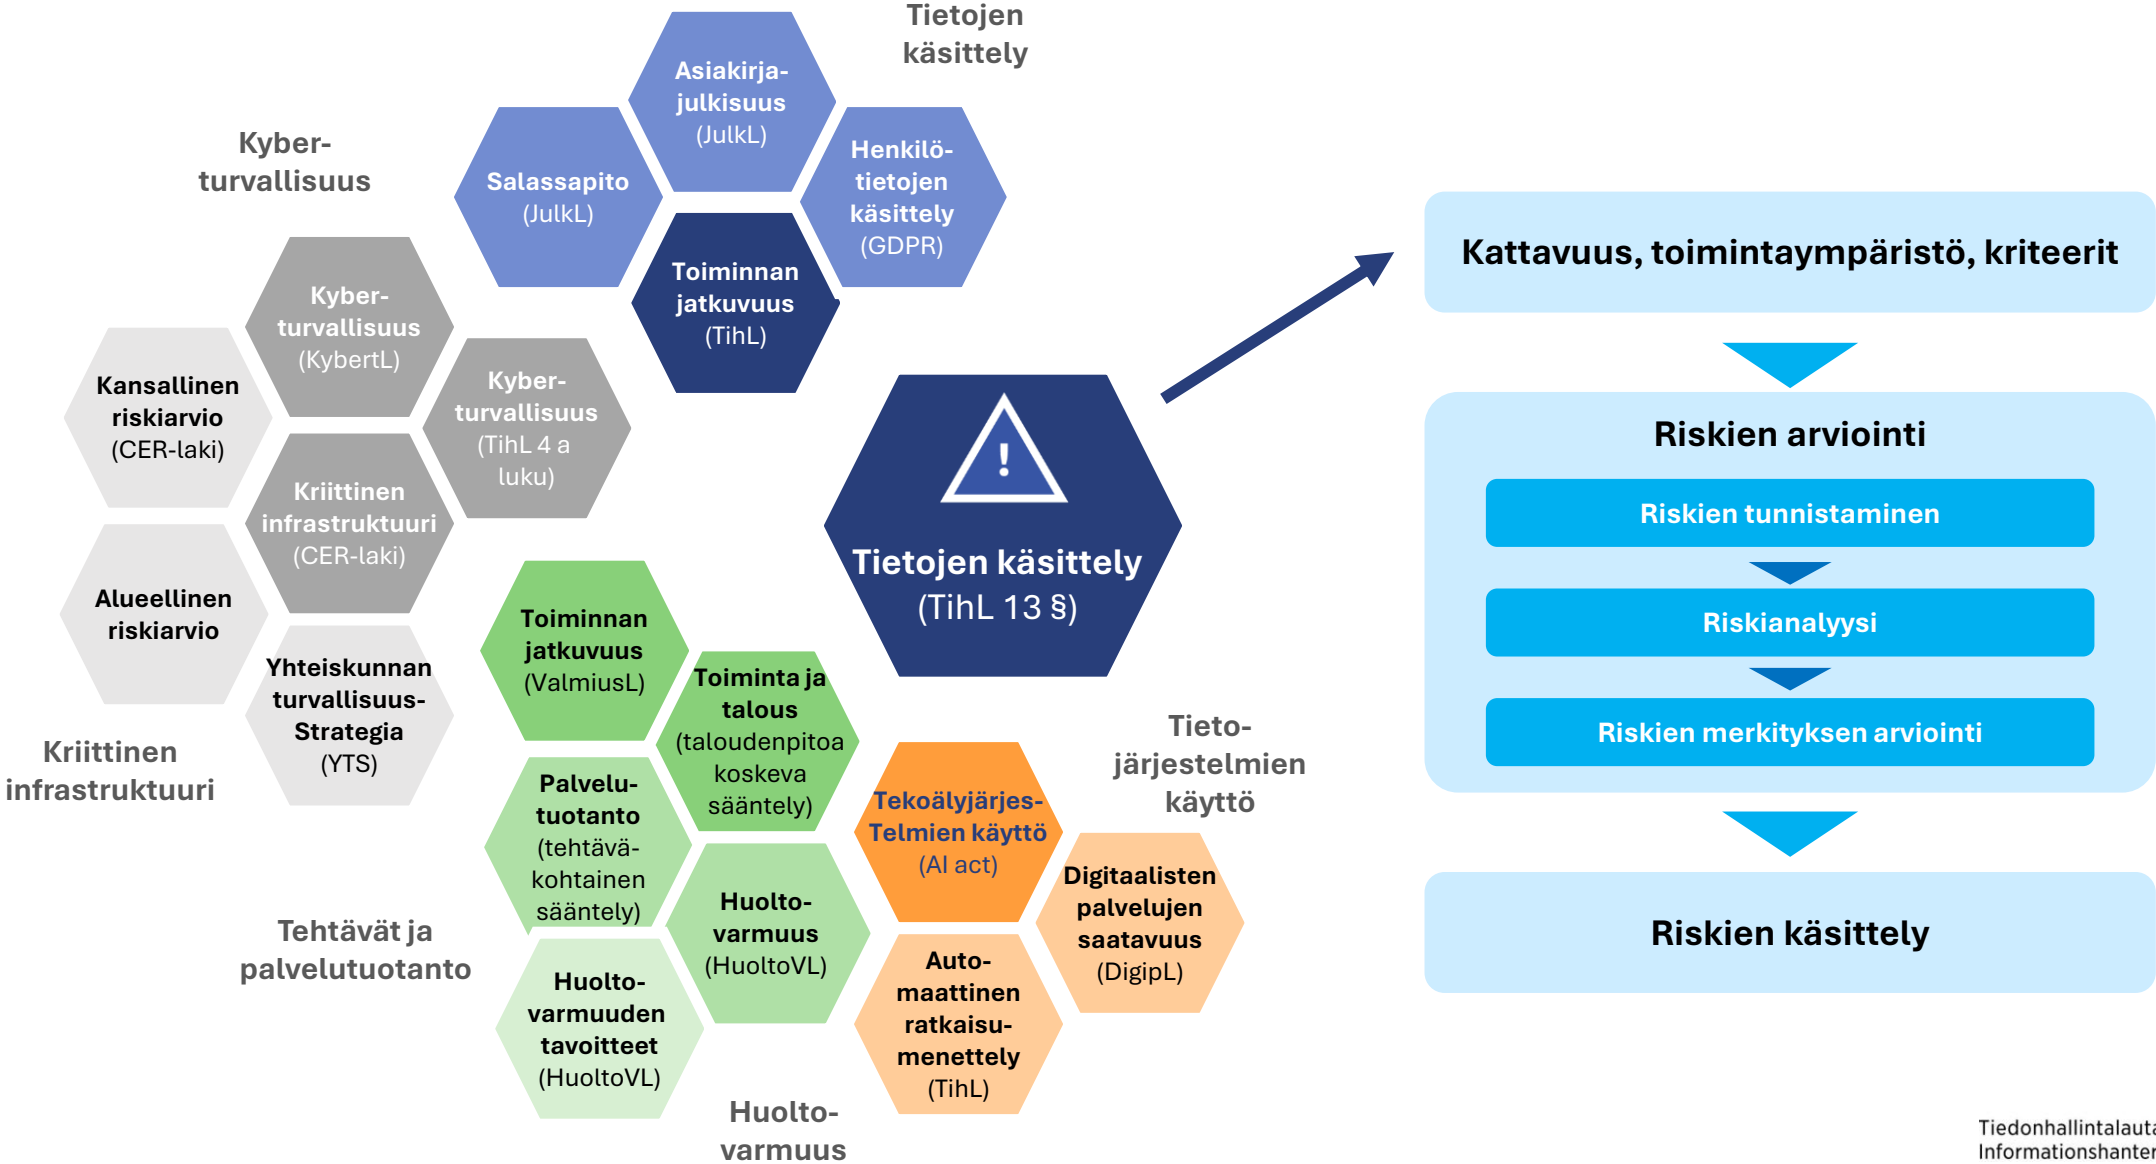 Tietojen
käsittely
Asiakirja-
julkisuus
(JulkL)
Kyber-
turvallisuus
Salassapito
(JulkL)
Henkilö-
tietojen
käsittely
(GDPR)
Toiminnan
jatkuvuus
(TihL)
Kyber-
turvallisuus
(KybertL)
Kansallinen
riskiarvio
(CER-laki)
Kyber-
turvallisuus
(TihL 4 a
luku)
Kriittinen
infrastruktuuri
(CER-laki)
Alueellinen
riskiarvio
Yhteiskunnan
turvallisuus-
Strategia
(YTS)
Kriittinen
infrastruktuuri
!
Tietojen käsittely
(TihL 13 §)
Toiminnan
jatkuvuus
(ValmiusL)
Toiminta ja
talous
(taloudenpitoa
koskeva
sääntely)
Palvelu-
tuotanto
(tehtävä-
kohtainen
sääntely)
Huolto-
varmuus
(HuoltoVL)
Huolto-
varmuuden
tavoitteet
(HuoltoVL)
Tehtävät ja
palvelutuotanto
Huolto-
varmuus
Tieto-
järjestelmien
käyttö
Tekoälyjärjes-
Telmien käyttö
(AI act)
Digitaalisten
palvelujen
saatavuus
(DigipL)
Auto-
maattinen
ratkaisu-
menettely
(TihL)
Kattavuus, toimintaympäristö, kriteerit
Riskien arviointi
Riskien tunnistaminen
Riskianalyysi
Riskien merkityksen arviointi
Riskien käsittely
Tiedonhallintalauta
Informationshanter